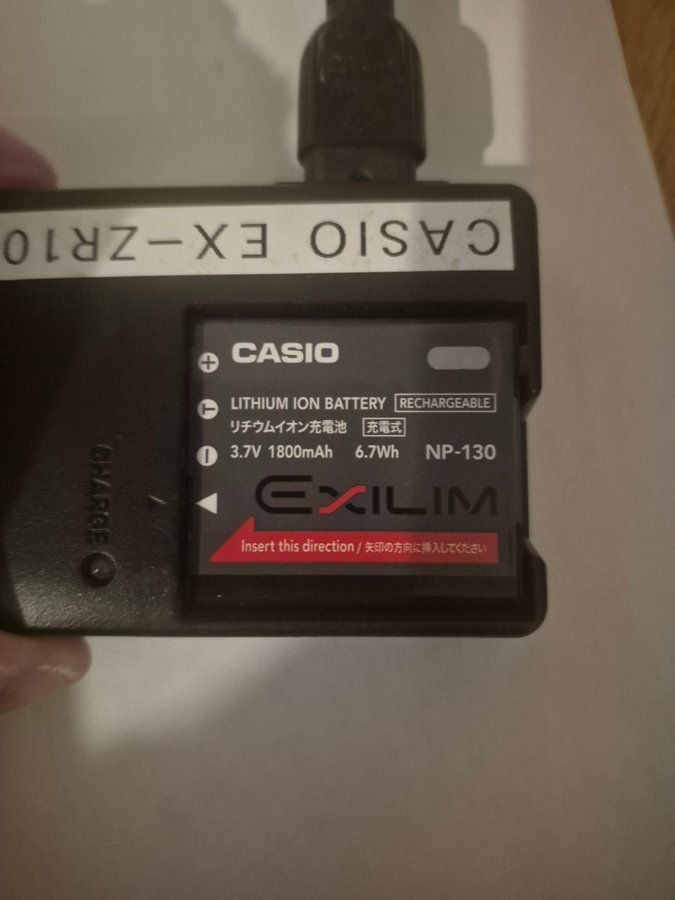 CASIO EX-ZR10
CASIO
LITHIUM ION BATTERY RECHARGEABLE
リチウムイオン充電池 充電式
3.7V 1800mAh 6.7Wh NP-130
EXILIM
Insert this direction / 矢印の方向に挿入してください
CHARGE